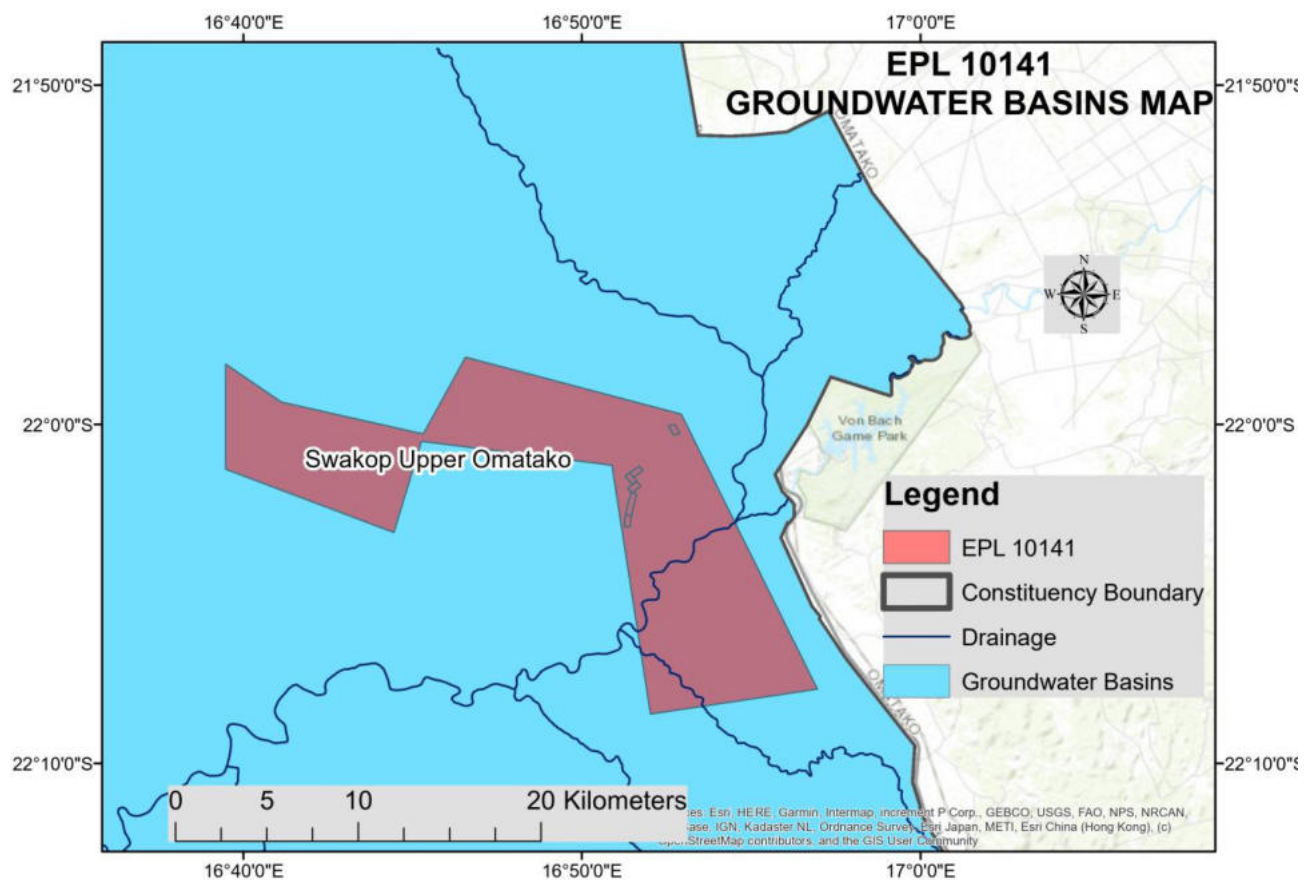 16°40'0"E 16°50'0"E 17°0'0"E
EPL 10141
GROUNDWATER BASINS MAP
21°50'0"S 21°50'0"S
OMATAKO
N
W E
S
22°0'0"S 22°0'0"S
Von Bach
Game Park
Swakop Upper Omatako
Legend
EPL 10141
Constituency Boundary
Drainage
Groundwater Basins
OMATAKO
22°10'0"S 22°10'0"S
0 5 10 20 Kilometers
Esri, HERE, Garmin, Intermap, increment P Corp., GEBCO, USGS, FAO, NPS, NRCAN,
IGN, Kadaster NL, Ordnance Survey, Esri Japan, METI, Esri China (Hong Kong), (c)
OpenStreetMap contributors, and the GIS User Community
16°40'0"E 16°50'0"E 17°0'0"E